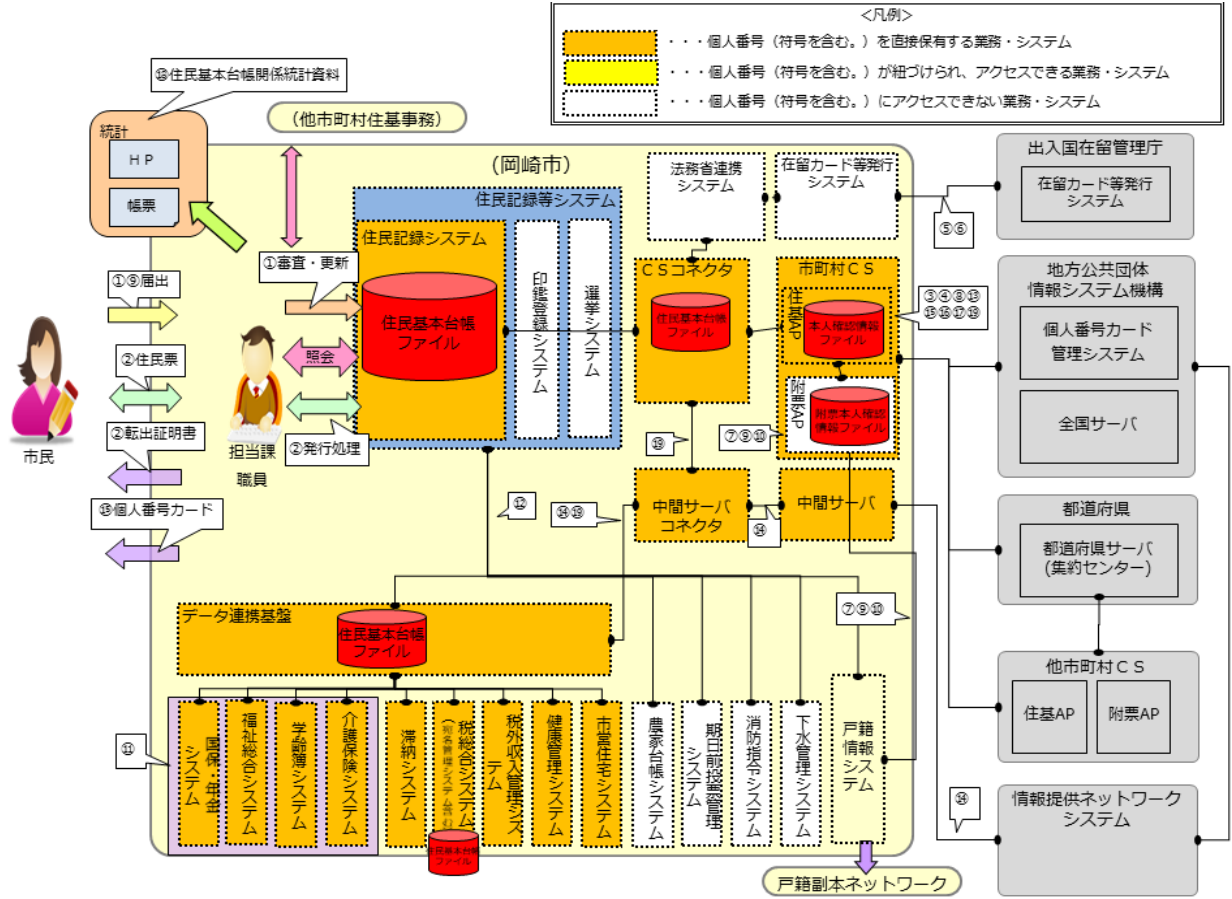 <凡例>
・・・個人番号（符号を含む。）を直接保有する業務・システム
・・・個人番号（符号を含む。）が紐づけられ、アクセスできる業務・システム
・・・個人番号（符号を含む。）にアクセスできない業務・システム
⑱住民基本台帳関係統計資料
統計
ＨＰ
帳票
（他市町村住基事務）
（岡崎市）
住民記録等システム
住民記録システム
住民基本台帳
ファイル
印鑑登録システム
選挙システム
法務省連携
システム
在留カード等発行
システム
⑤⑥
出入国在留管理庁
在留カード等発行
システム
①審査・更新
①⑨届出
照会
②住民票
②転出証明書
②発行処理
⑮個人番号カード
市民
担当課
職員
ＣＳコネクタ
住民基本台帳
ファイル
市町村ＣＳ
住基AP
本人確認情報
ファイル
附票AP
附票本人確認
情報ファイル
③④⑧⑬
⑮⑯⑰⑲
⑦⑨⑩
⑲
地方公共団体
情報システム機構
個人番号カード
管理システム
全国サーバ
⑫
⑭⑲
中間サーバ
コネクタ
⑭
中間サーバ
都道府県
都道府県サーバ
(集約センター)
⑦⑨⑩
データ連携基盤
住民基本台帳
ファイル
他市町村ＣＳ
住基AP
附票AP
⑪
国保・年金
システム
福祉総合システム
学齢簿システム
介護保険システム
滞納システム
税総合システム
（宛名管理システム含む）
住民基本台帳
ファイル
税外収入管理シス
テム
健康管理システム
市営住宅システム
農家台帳システム
期日前投票管理
システム
消防指令システム
下水管理システム
戸籍情報システム
⑭
情報提供ネットワーク
システム
戸籍副本ネットワーク